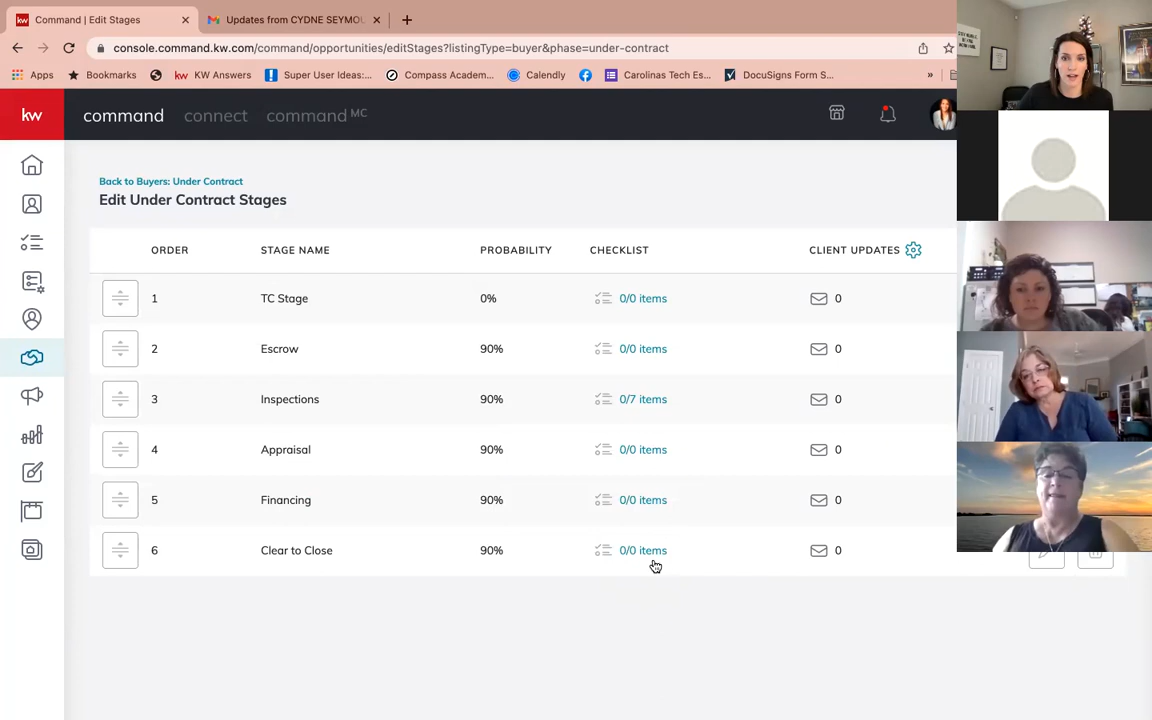 Command | Edit Stages
Updates from CYDNE SEYMOU
console.command.kw.com/command/opportunities/editStages?listingType=buyer&phase=under-contract
Apps
Bookmarks
kw KW Answers
Super User Ideas:...
Compass Academ...
Calendly
Carolinas Tech Es...
DocuSigns Form S...
»
kw
command
connect
command MC
Back to Buyers: Under Contract
Edit Under Contract Stages
ORDER STAGE NAME PROBABILITY CHECKLIST CLIENT UPDATES
1 TC Stage 0% 0/0 items 0
2 Escrow 90% 0/0 items 0
3 Inspections 90% 0/7 items 0
4 Appraisal 90% 0/0 items 0
5 Financing 90% 0/0 items 0
6 Clear to Close 90% 0/0 items 0